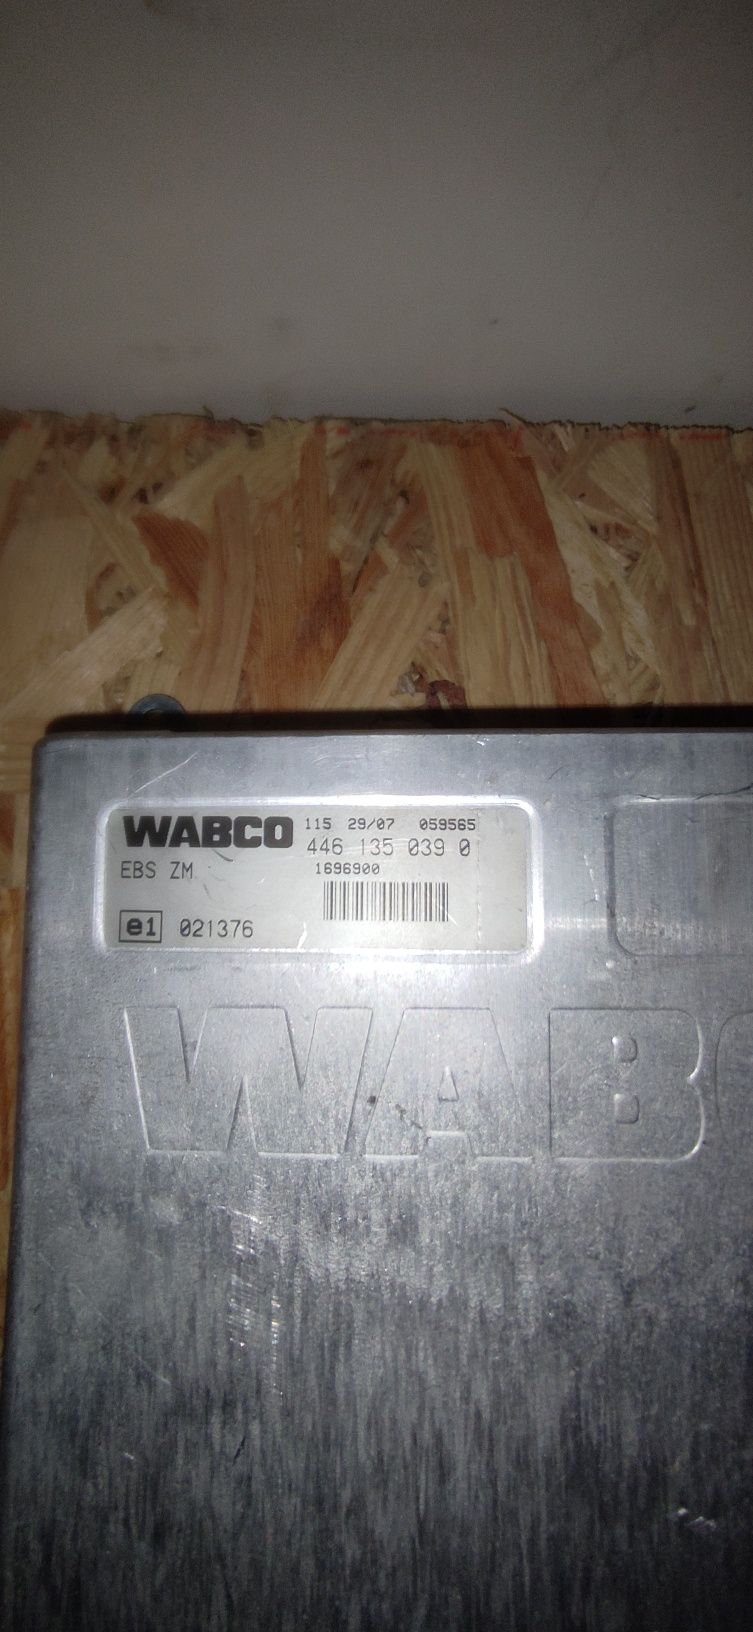 WABCO 115 29/07 059565
446 135 039 0
EBS ZM 1696900
e1 021376
WABC